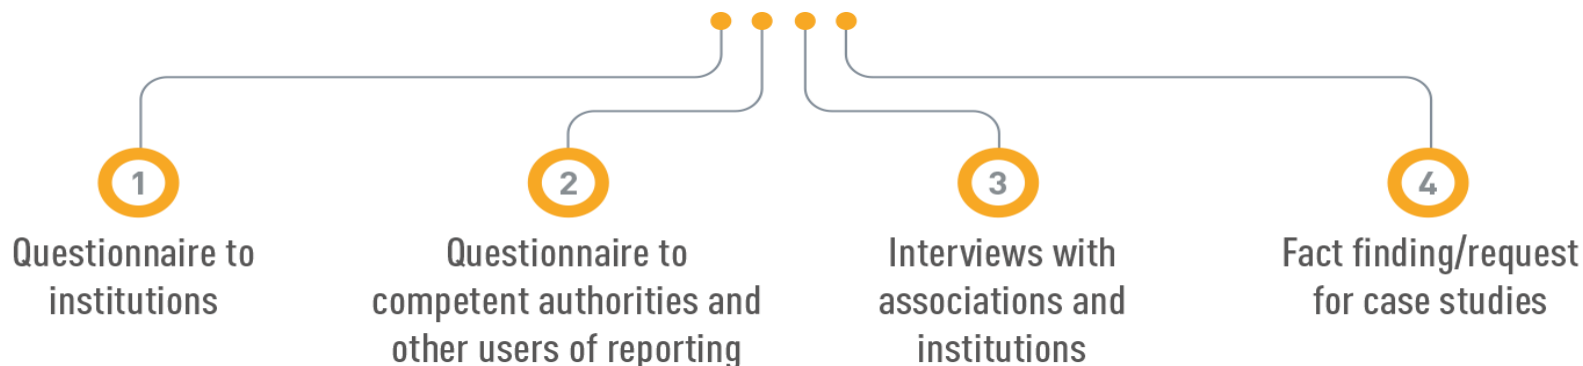 1
Questionnaire to
institutions
2
Questionnaire to
competent authorities and
other users of reporting
3
Interviews with
associations and
institutions
4
Fact finding/request
for case studies